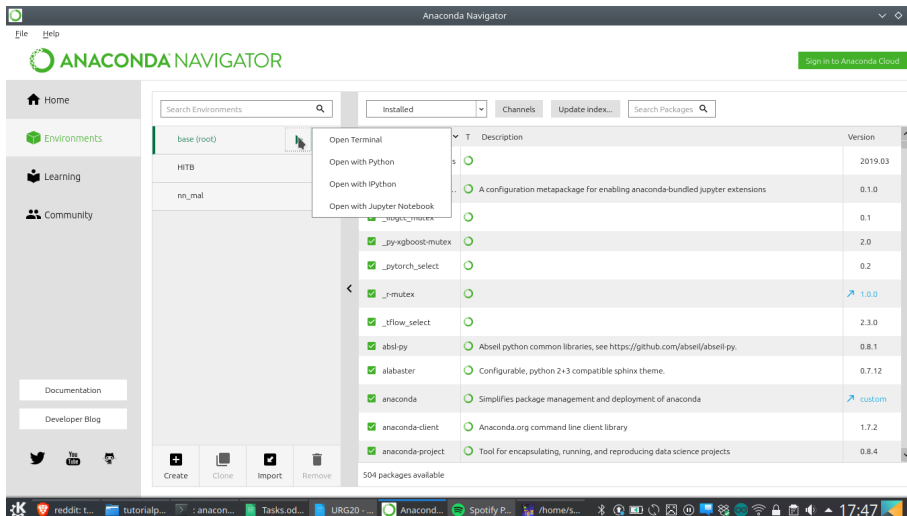 Anaconda Navigator
File Help
ANACONDA NAVIGATOR
Sign in to Anaconda Cloud
Home
Environments
Learning
Community
Documentation
Developer Blog
You
Tube
Search Environments
base (root)
HITB
nn_mal
Open Terminal
Open with Python
Open with IPython
Open with Jupyter Notebook
Create Clone Import Remove
Installed Channels Update index... Search Packages
T Description Version
s 2019.03
... A configuration metapackage for enabling anaconda-bundled jupyter extensions 0.1.0
_libgcc_mutex 0.1
_py-xgboost-mutex 2.0
_pytorch_select 0.2
_r-mutex 1.0.0
_tflow_select 2.3.0
absl-py Abseil python common libraries, see https://github.com/abseil/abseil-py. 0.8.1
alabaster Configurable, python 2+3 compatible sphinx theme. 0.7.12
anaconda Simplifies package management and deployment of anaconda custom
anaconda-client Anaconda.org command line client library 1.7.2
anaconda-project Tool for encapsulating, running, and reproducing data science projects 0.8.4
504 packages available
reddit: t... tutorialp... : anacon... Tasks.od... URG20 - ... Anacond... Spotify P... /home/s... 17:47